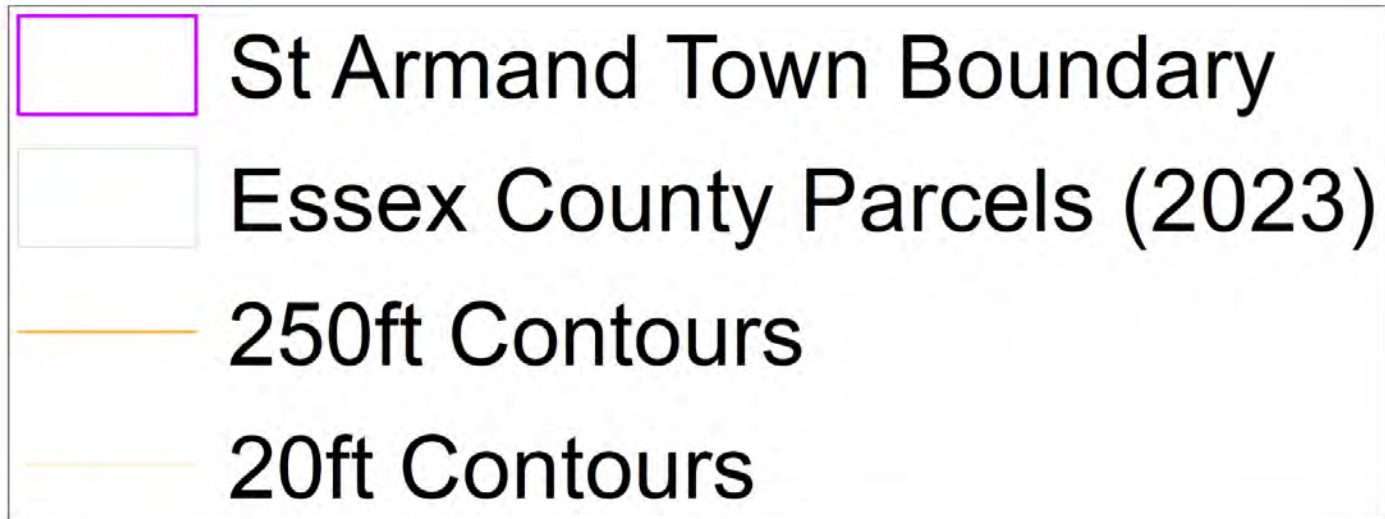 St Armand Town Boundary
Essex County Parcels (2023)
250ft Contours
20ft Contours